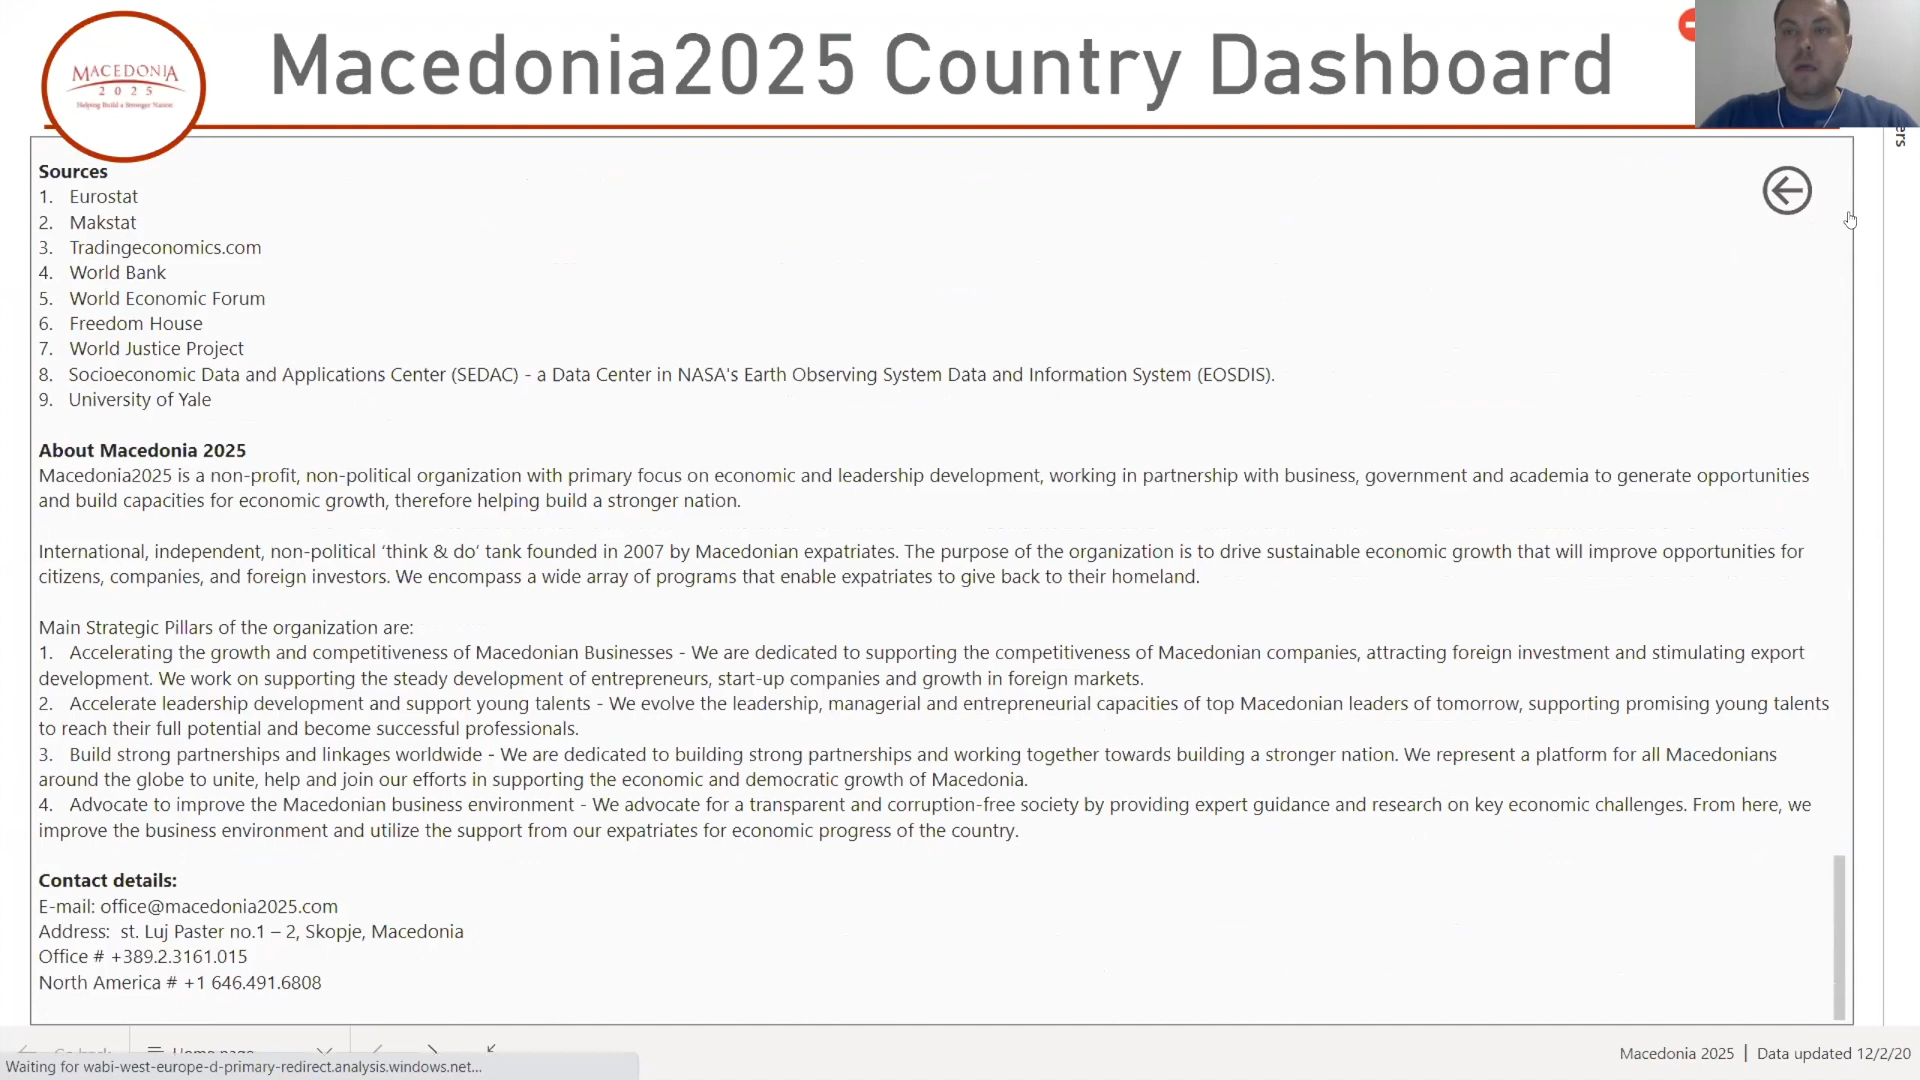 MACEDONIA
2025
Helping Build a Stronger Nation
Macedonia2025 Country Dashboard
ers
Sources
1. Eurostat
2. Makstat
3. Tradingeconomics.com
4. World Bank
5. World Economic Forum
6. Freedom House
7. World Justice Project
8. Socioeconomic Data and Applications Center (SEDAC) - a Data Center in NASA's Earth Observing System Data and Information System (EOSDIS).
9. University of Yale
About Macedonia 2025
Macedonia2025 is a non-profit, non-political organization with primary focus on economic and leadership development, working in partnership with business, government and academia to generate opportunities
and build capacities for economic growth, therefore helping build a stronger nation.
International, independent, non-political ‘think & do’ tank founded in 2007 by Macedonian expatriates. The purpose of the organization is to drive sustainable economic growth that will improve opportunities for
citizens, companies, and foreign investors. We encompass a wide array of programs that enable expatriates to give back to their homeland.
Main Strategic Pillars of the organization are:
1. Accelerating the growth and competitiveness of Macedonian Businesses - We are dedicated to supporting the competitiveness of Macedonian companies, attracting foreign investment and stimulating export
development. We work on supporting the steady development of entrepreneurs, start-up companies and growth in foreign markets.
2. Accelerate leadership development and support young talents - We evolve the leadership, managerial and entrepreneurial capacities of top Macedonian leaders of tomorrow, supporting promising young talents
to reach their full potential and become successful professionals.
3. Build strong partnerships and linkages worldwide - We are dedicated to building strong partnerships and working together towards building a stronger nation. We represent a platform for all Macedonians
around the globe to unite, help and join our efforts in supporting the economic and democratic growth of Macedonia.
4. Advocate to improve the Macedonian business environment - We advocate for a transparent and corruption-free society by providing expert guidance and research on key economic challenges. From here, we
improve the business environment and utilize the support from our expatriates for economic progress of the country.
Contact details:
E-mail: office@macedonia2025.com
Address: st. Luj Paster no.1 – 2, Skopje, Macedonia
Office # +389.2.3161.015
North America # +1 646.491.6808
Go back
Home page
Macedonia 2025 | Data updated 12/2/20
Waiting for wabi-west-europe-d-primary-redirect.analysis.windows.net...